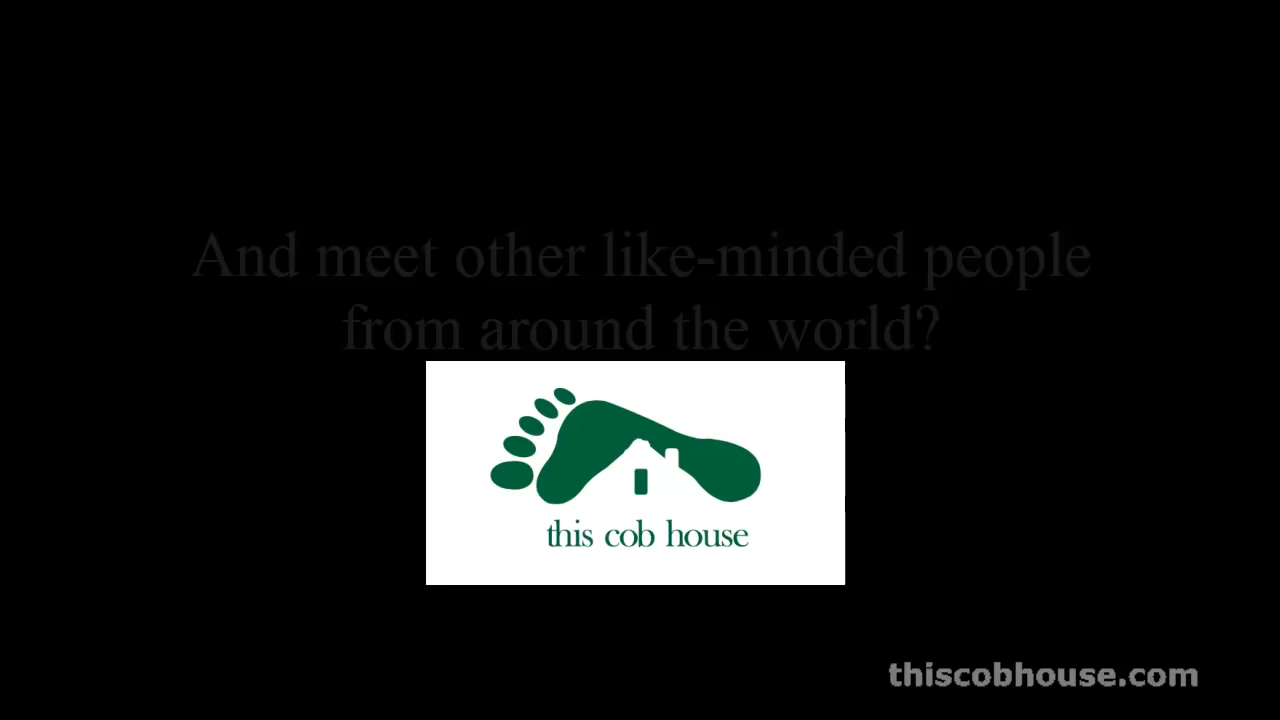 And meet other like-minded people
from around the world?
this cob house
thiscobhouse.com